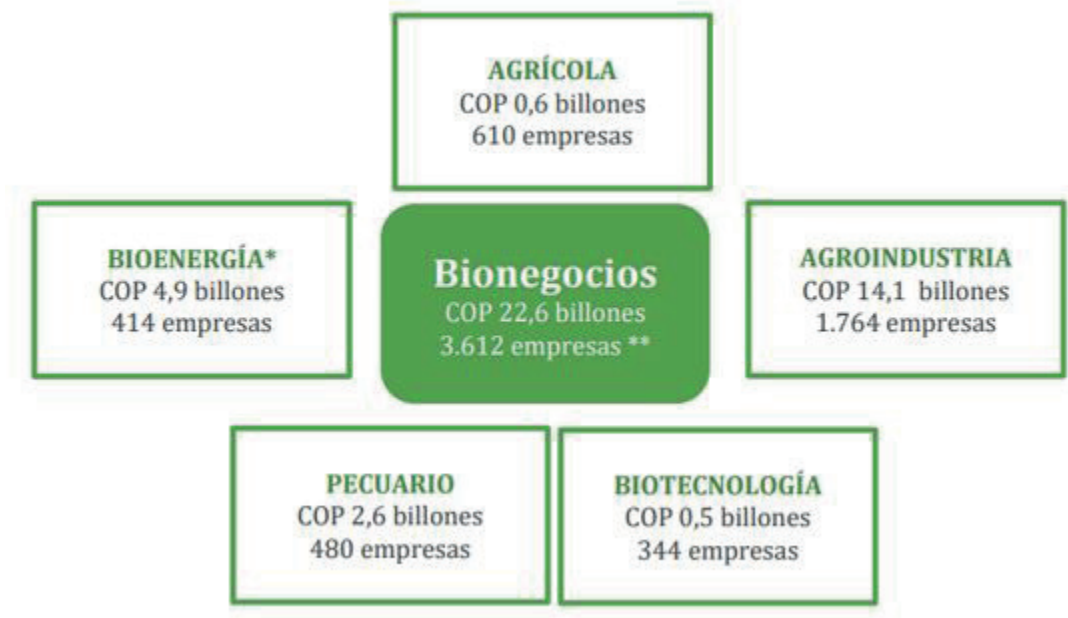 AGRÍCOLA
COP 0,6 billones
610 empresas
BIOENERGÍA*
COP 4,9 billones
414 empresas
Bionegocios
COP 22,6 billones
3.612 empresas **
AGROINDUSTRIA
COP 14,1 billones
1.764 empresas
PECUARIO
COP 2,6 billones
480 empresas
BIOTECNOLOGÍA
COP 0,5 billones
344 empresas